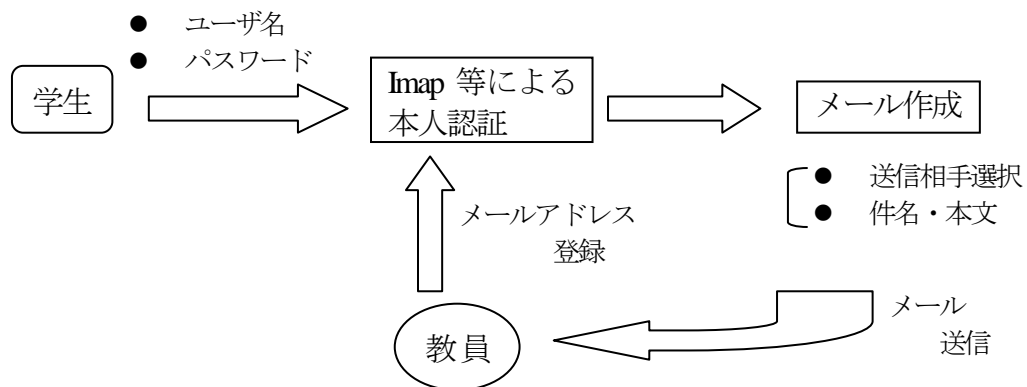 ● ユーザ名
● パスワード
学生
Imap 等による
本人認証
メール作成
● 送信相手選択
● 件名・本文
メールアドレス
登録
教員
メール
送信